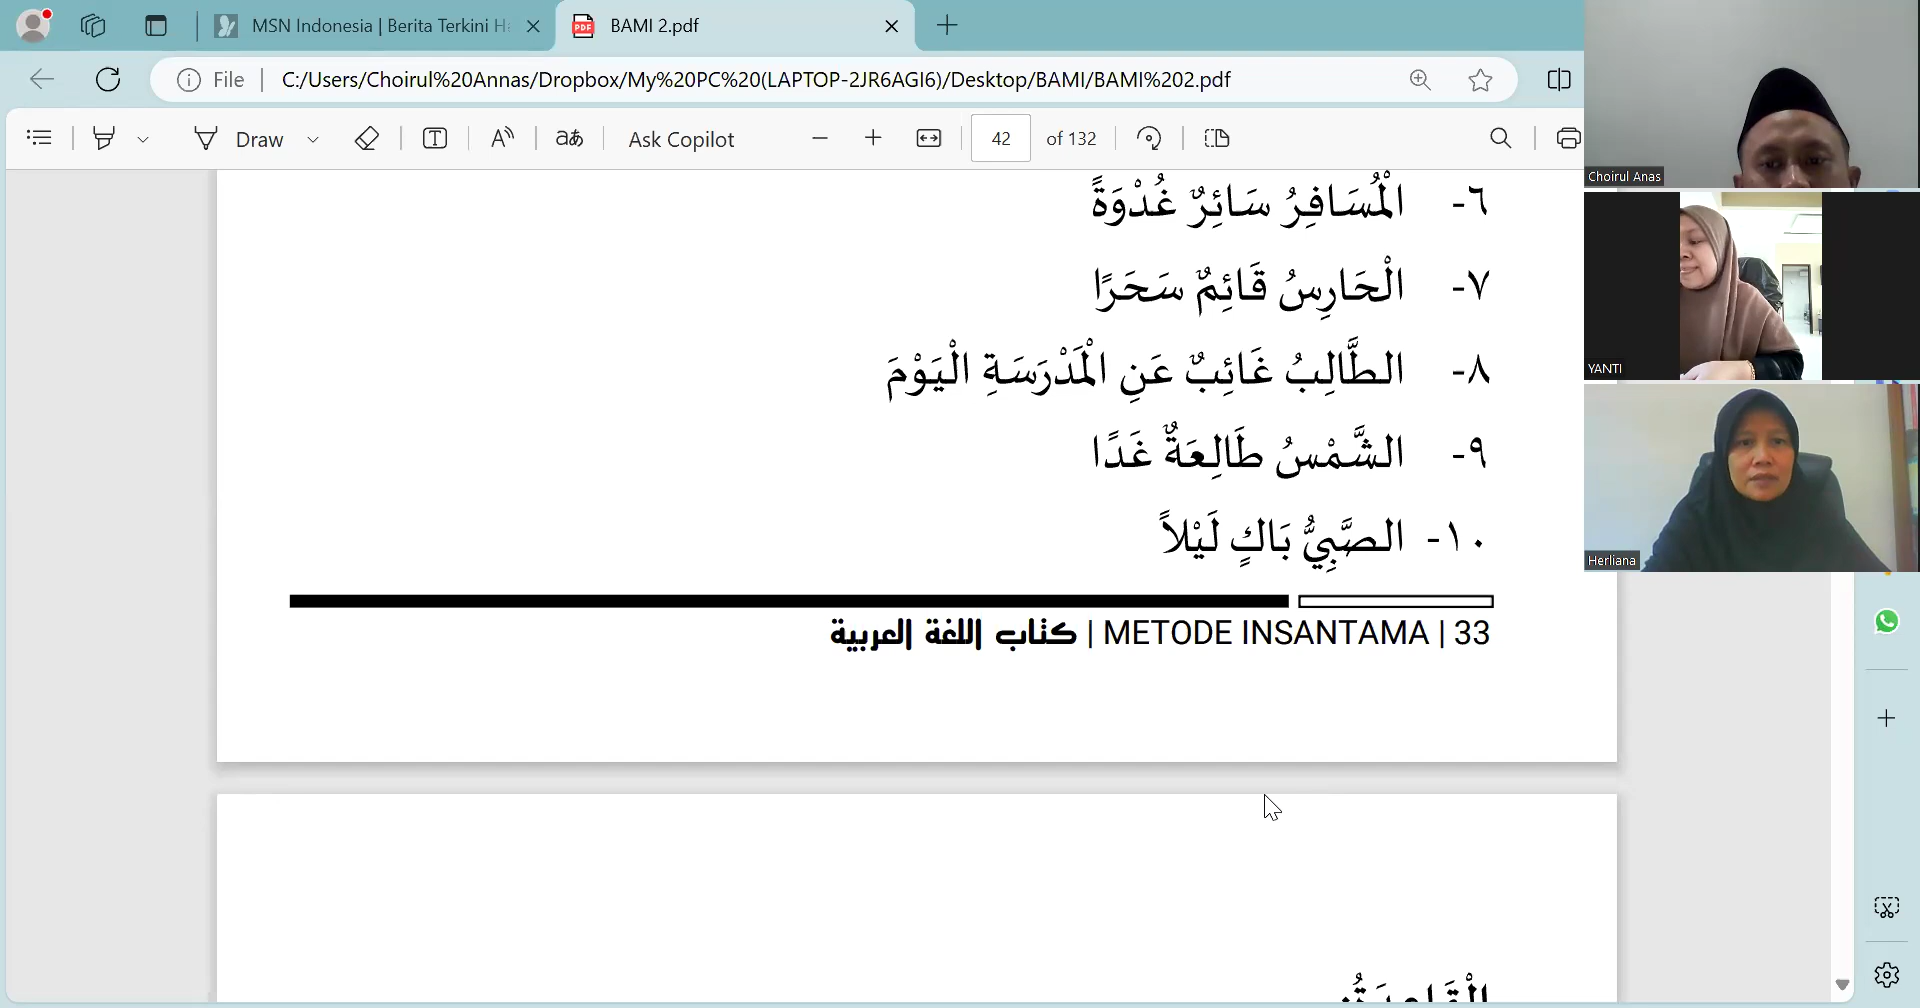 MSN Indonesia | Berita Terkini H
BAMI 2.pdf
File
C:/Users/Choirul%20Annas/Dropbox/My%20PC%20(LAPTOP-2JR6AGI6)/Desktop/BAMI/BAMI%202.pdf
Draw
Ask Copilot
42 of 132
٦- الْمُسَافِرُ سَائِرٌ غُدْوَةً
٧- الْحَارِسُ قَائِمٌ سَحَرًا
٨- الطَّالِبُ غَائِبٌ عَنِ الْمَدْرَسَةِ الْيَوْمَ
٩- الشَّمْسُ طَالِعَةٌ غَدًا
١٠- الصَّبِيُّ بَاكٍ لَيْلاً
كتاب اللغة العربية | METODE INSANTAMA | 33
الْقَاعِدَةُ:
Choirul Anas
YANTI
Herliana